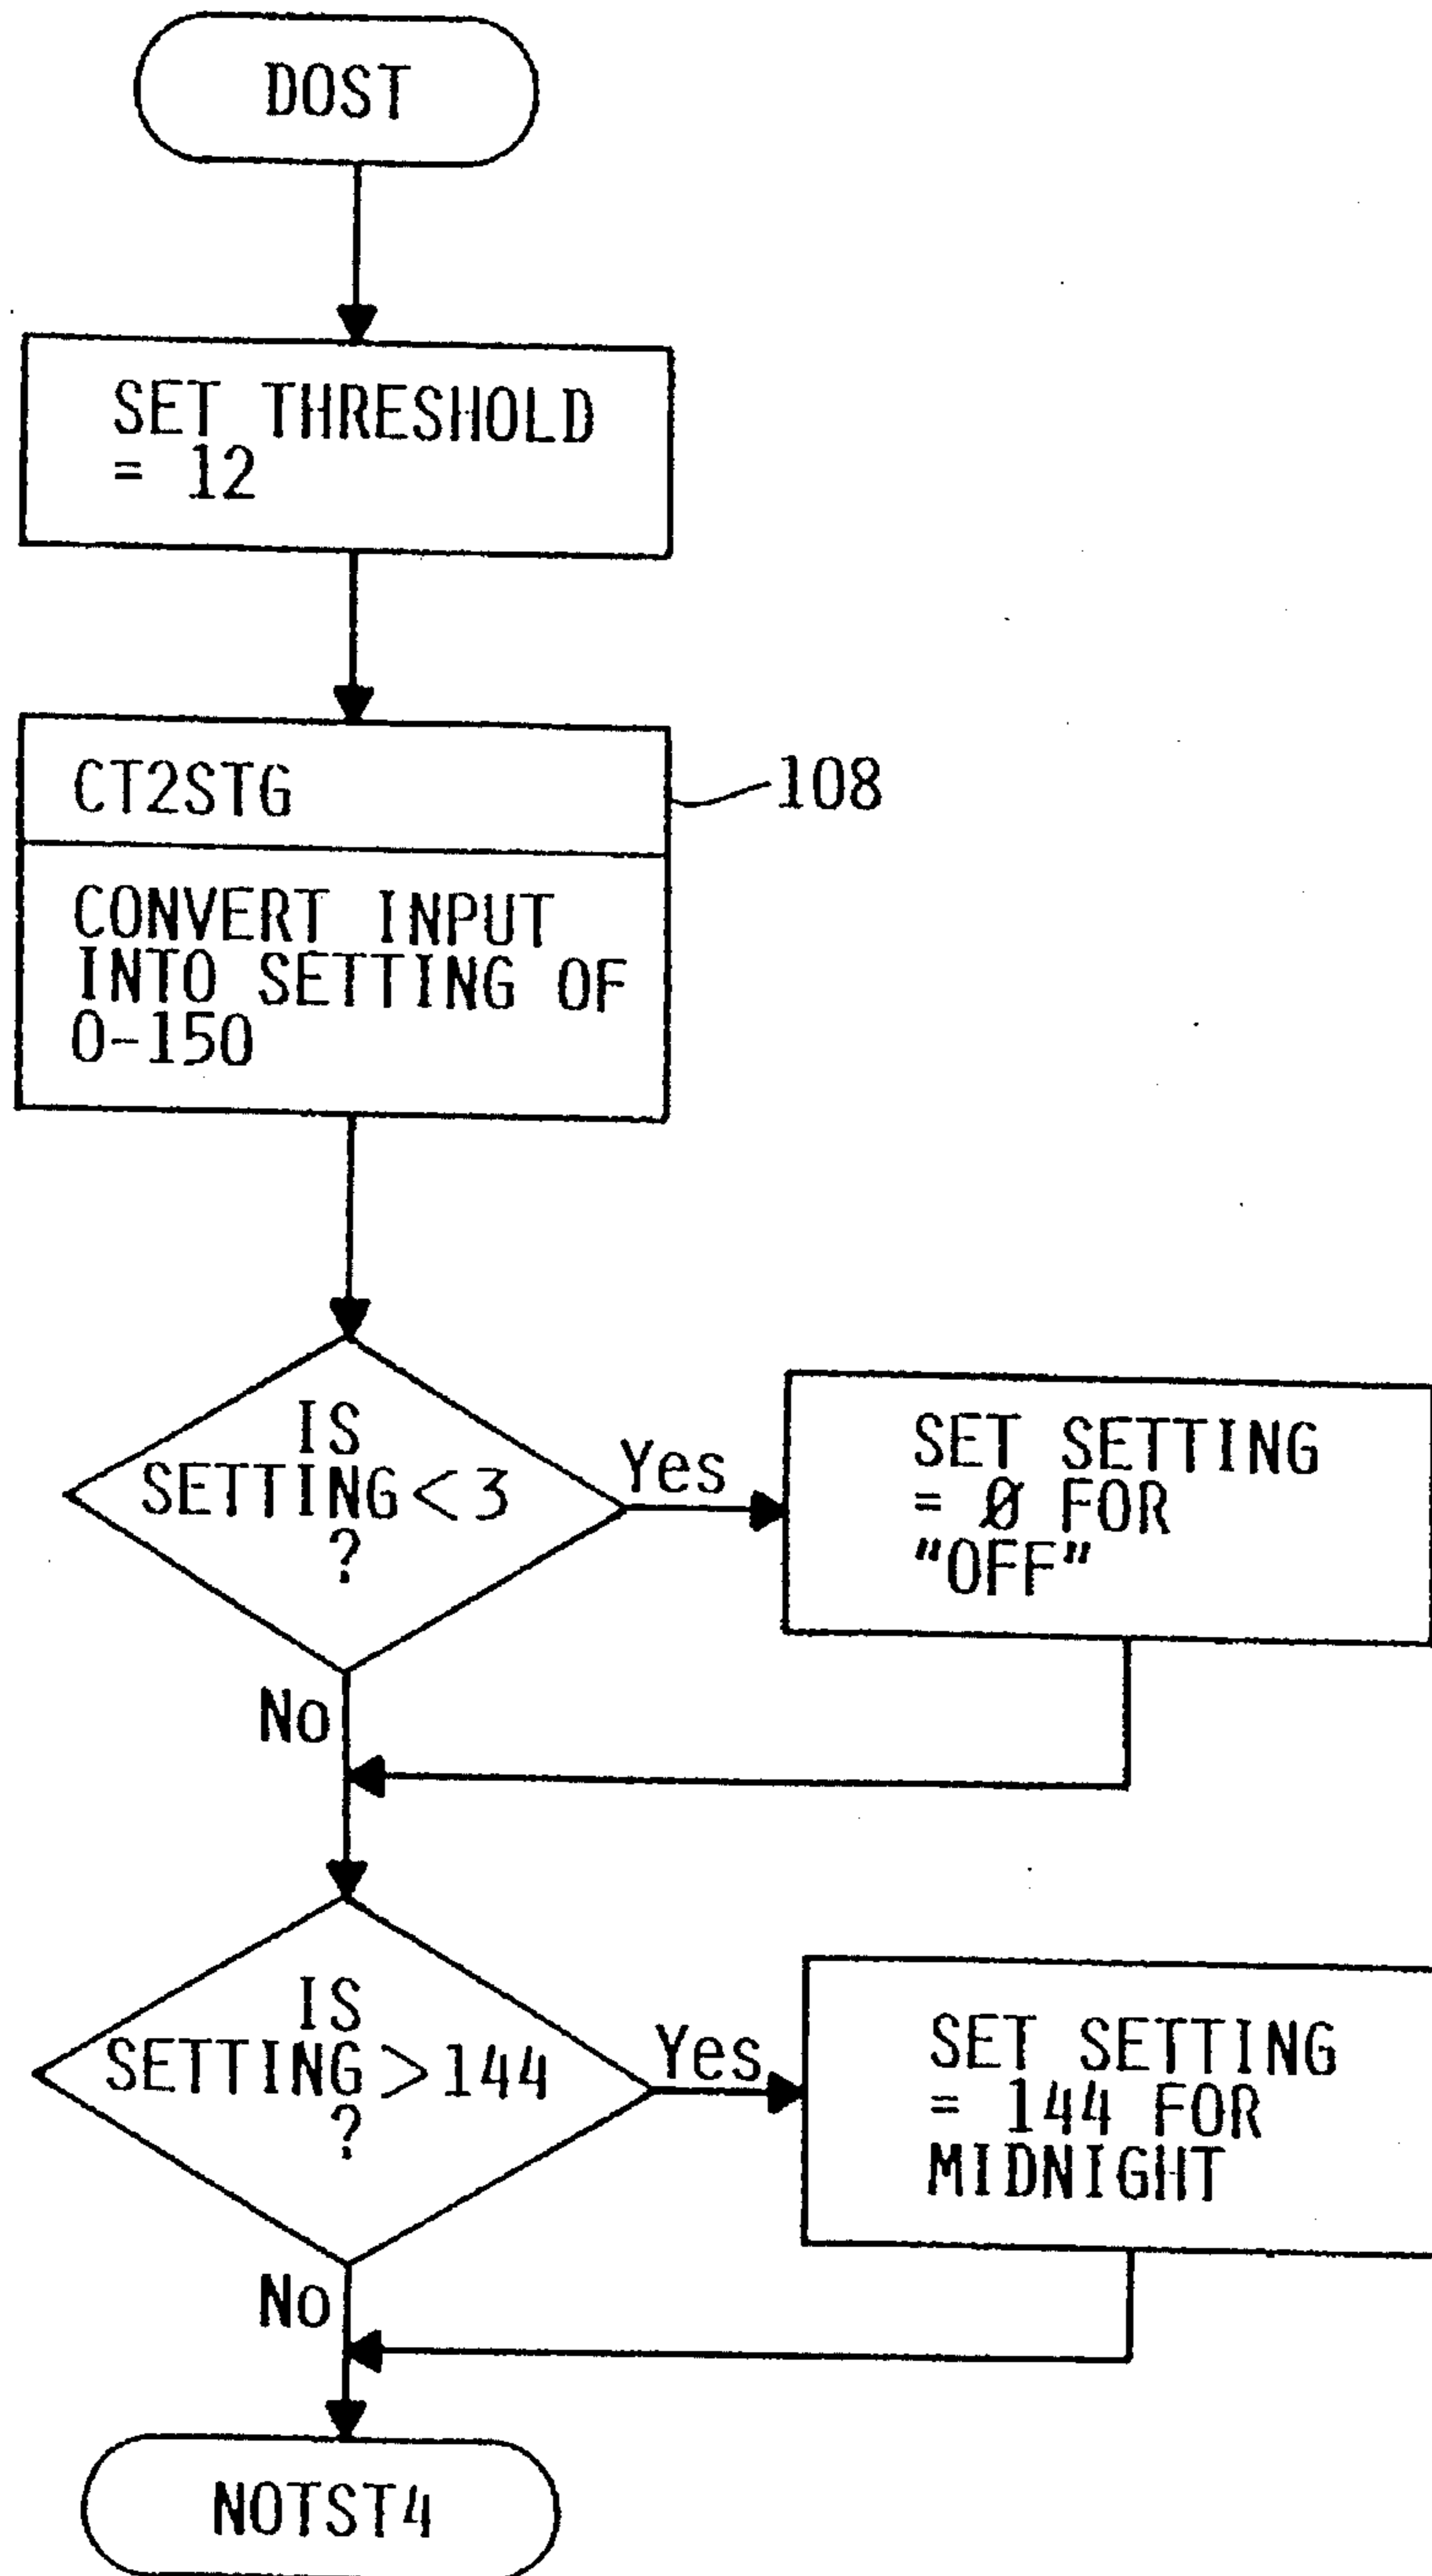 DOST
SET THRESHOLD
= 12
CT2STG
108
CONVERT INPUT
INTO SETTING OF
0-150
IS
SETTING<3
?
Yes
SET SETTING
= Ø FOR
"OFF"
No
IS
SETTING>144
?
Yes
SET SETTING
= 144 FOR
MIDNIGHT
No
NOTST4